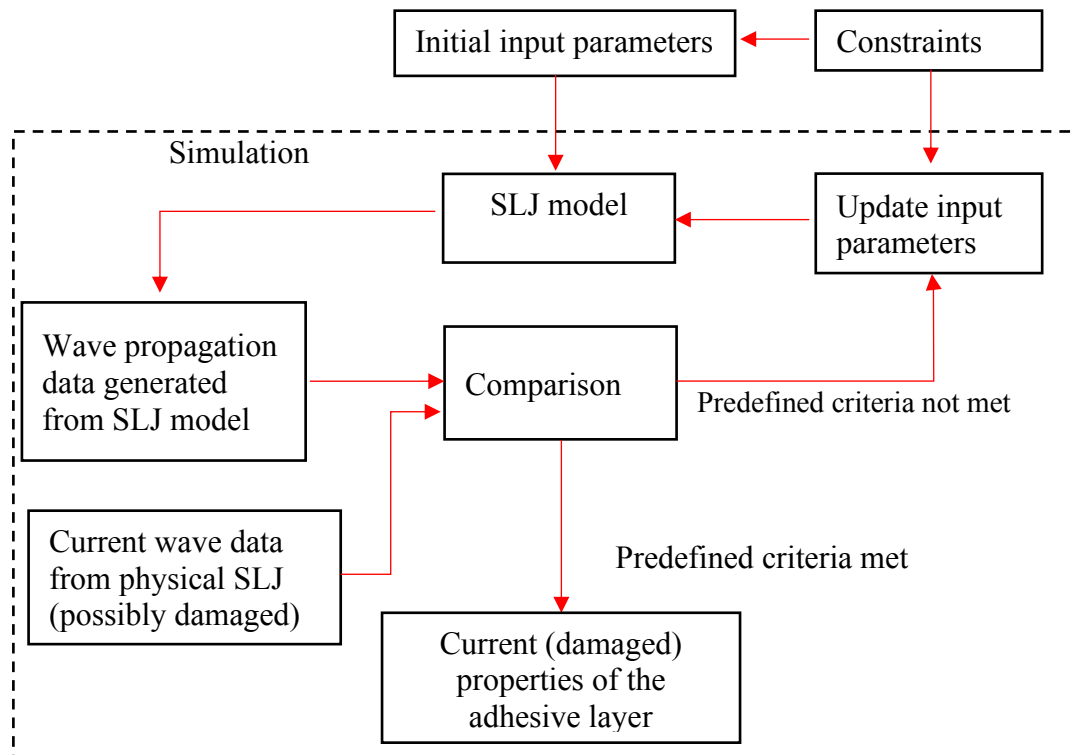 Initial input parameters
Constraints
Simulation
SLJ model
Update input
parameters
Wave propagation
data generated
from SLJ model
Comparison
Predefined criteria not met
Current wave data
from physical SLJ
(possibly damaged)
Predefined criteria met
Current (damaged)
properties of the
adhesive layer